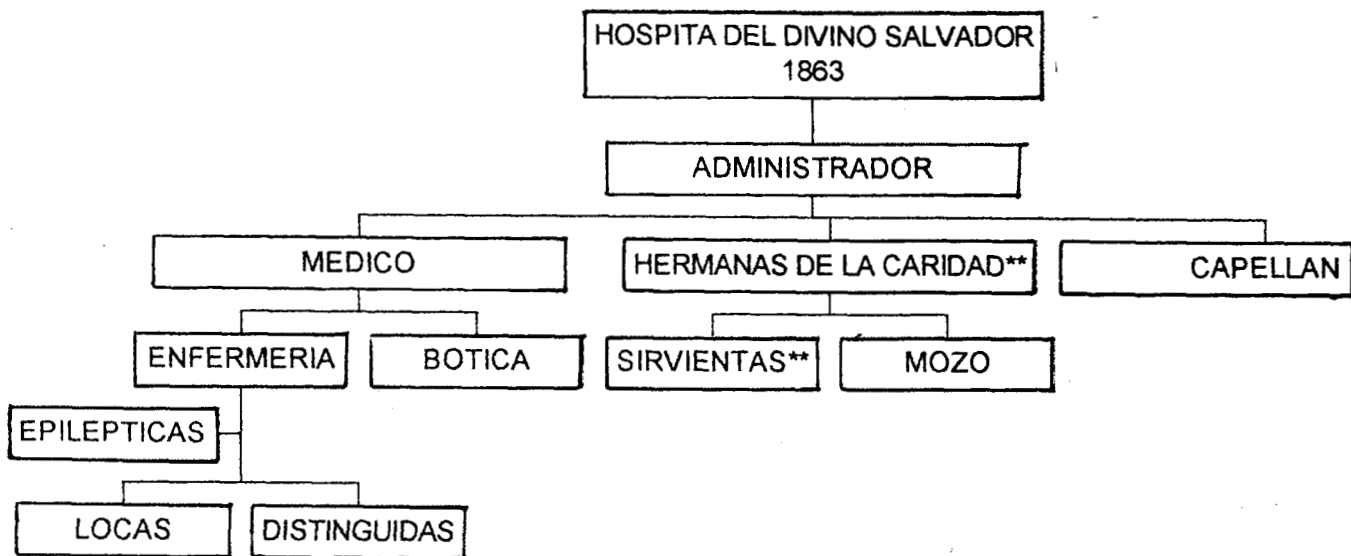 HOSPITA DEL DIVINO SALVADOR
1863
ADMINISTRADOR
MEDICO
HERMANAS DE LA CARIDAD**
CAPELLAN
ENFERMERIA
BOTICA
SIRVIENTAS**
MOZO
EPILEPTICAS
LOCAS
DISTINGUIDAS